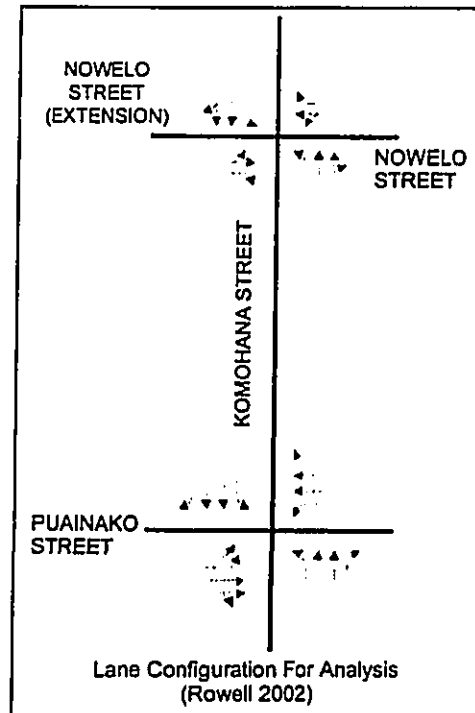 NOWELO
STREET
(EXTENSION)
NOWELO
STREET
KOMOHANA STREET
PUAINAKO
STREET
Lane Configuration For Analysis
(Rowell 2002)